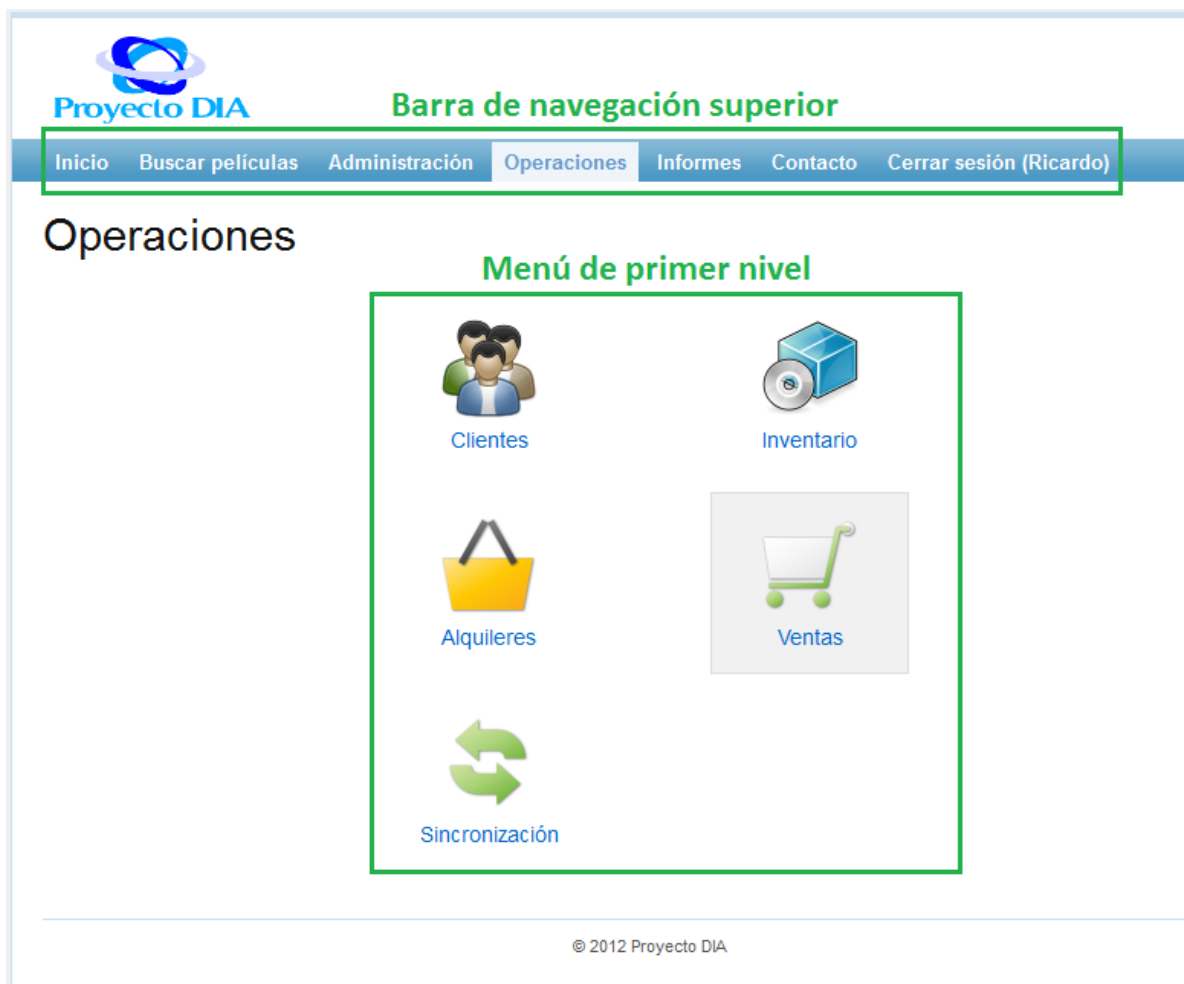 Proyecto DIA
Barra de navegación superior
Inicio Buscar películas Administración Operaciones Informes Contacto Cerrar sesión (Ricardo)
Operaciones
Menú de primer nivel
Clientes Inventario
Alquileres Ventas
Sincronización
© 2012 Proyecto DIA